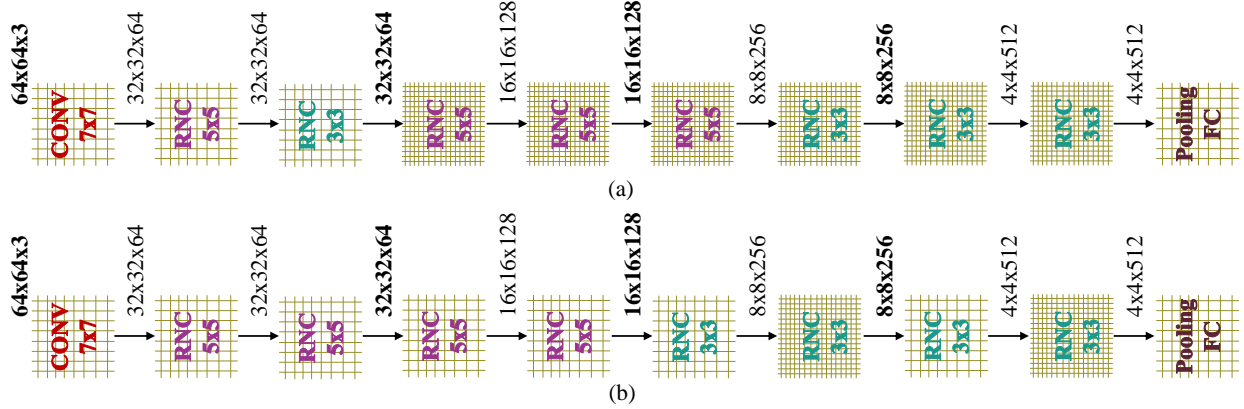 64x64x3
CONV
7x7
32x32x64
RNC
5x5
32x32x64
RNC
3x3
32x32x64
RNC
5x5
16x16x128
RNC
5x5
16x16x128
RNC
5x5
8x8x256
RNC
3x3
8x8x256
RNC
3x3
4x4x512
RNC
3x3
4x4x512
Pooling
FC
(a)
64x64x3
CONV
7x7
32x32x64
RNC
5x5
32x32x64
RNC
5x5
32x32x64
RNC
5x5
16x16x128
RNC
5x5
16x16x128
RNC
3x3
8x8x256
RNC
3x3
8x8x256
RNC
3x3
4x4x512
RNC
3x3
4x4x512
Pooling
FC
(b)